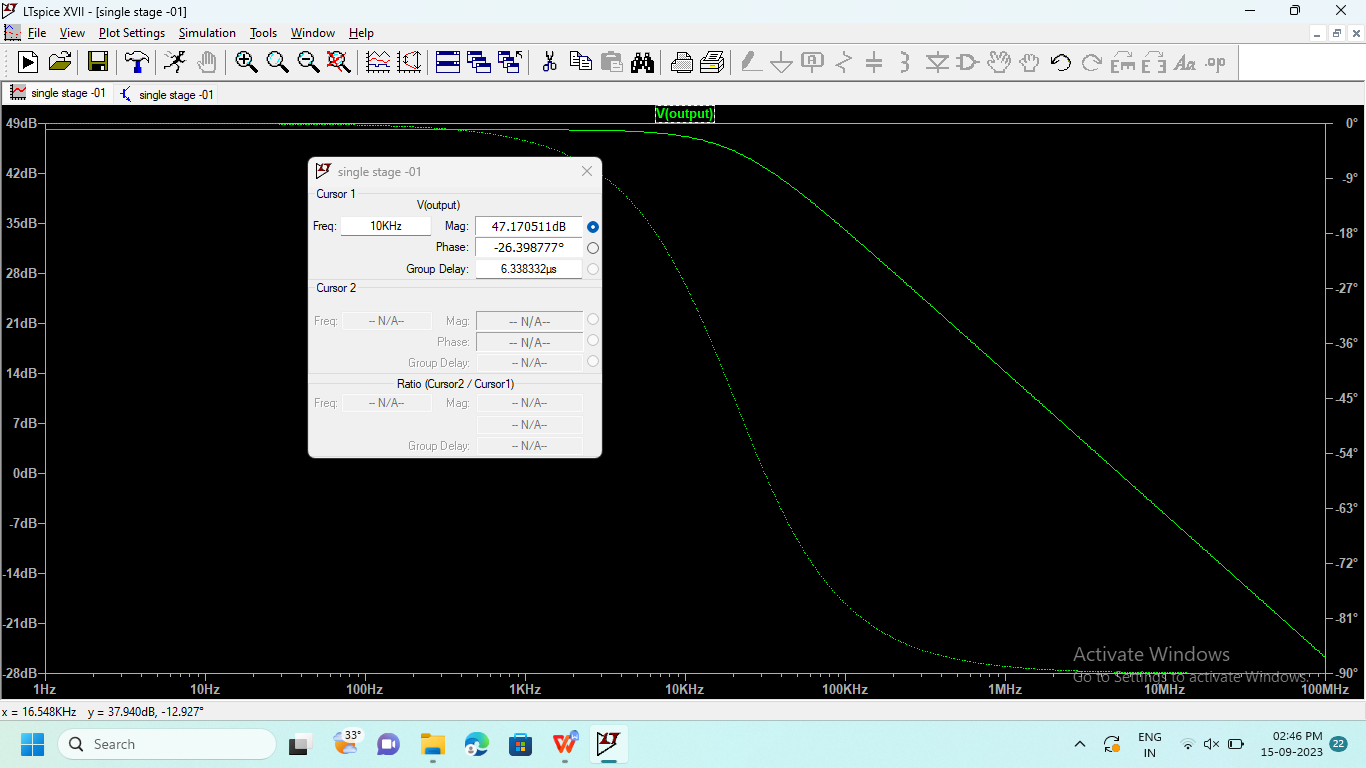 LTspice XVII - [single stage -01]
File View Plot Settings Simulation Tools Window Help
single stage -01 single stage -01
V(output)
49dB 0°
42dB -9°
35dB -18°
28dB -27°
21dB -36°
14dB -45°
7dB -54°
0dB -63°
-7dB -72°
-14dB -81°
-21dB -90°
-28dB
1Hz 10Hz 100Hz 1KHz 10KHz 100KHz 1MHz 10MHz 100MHz
single stage -01
Cursor 1
V(output)
Freq: 10KHz Mag: 47.170511dB
Phase: -26.398777°
Group Delay: 6.338332µs
Cursor 2
Freq: -- N/A-- Mag: -- N/A--
Phase: -- N/A--
Group Delay: -- N/A--
Ratio (Cursor2 / Cursor1)
Freq: -- N/A-- Mag: -- N/A--
-- N/A--
Group Delay: -- N/A--
Activate Windows
Go to Settings to activate Windows.
x = 16.548KHz y = 37.940dB, -12.927°
Search
33°
ENG
IN
02:46 PM
15-09-2023
22